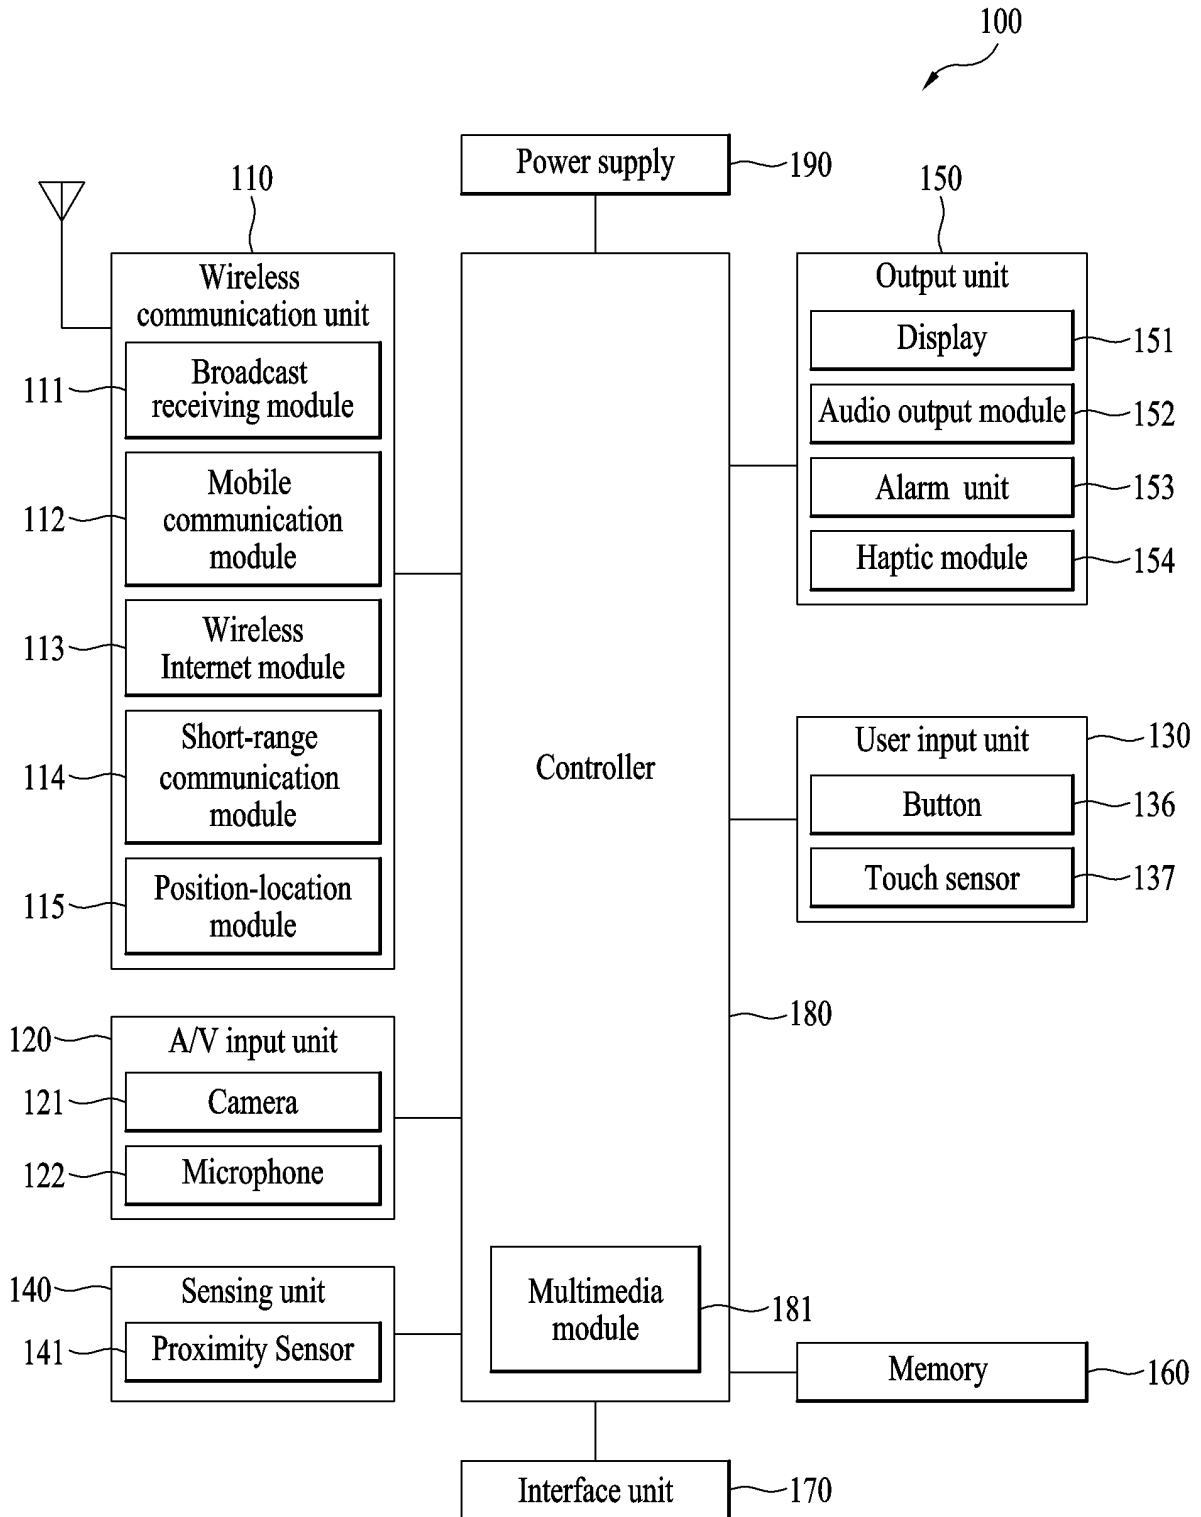 100
Power supply
190
110
150
Wireless
communication unit
Broadcast
receiving module
111
Mobile
communication
module
112
Wireless
Internet module
113
Short-range
communication
module
114
Position-location
module
115
120
A/V input unit
121
Camera
122
Microphone
140
Sensing unit
141
Proximity Sensor
Controller
180
Multimedia
module
181
Output unit
Display
151
Audio output module
152
Alarm unit
153
Haptic module
154
User input unit
130
Button
136
Touch sensor
137
Memory
160
Interface unit
170